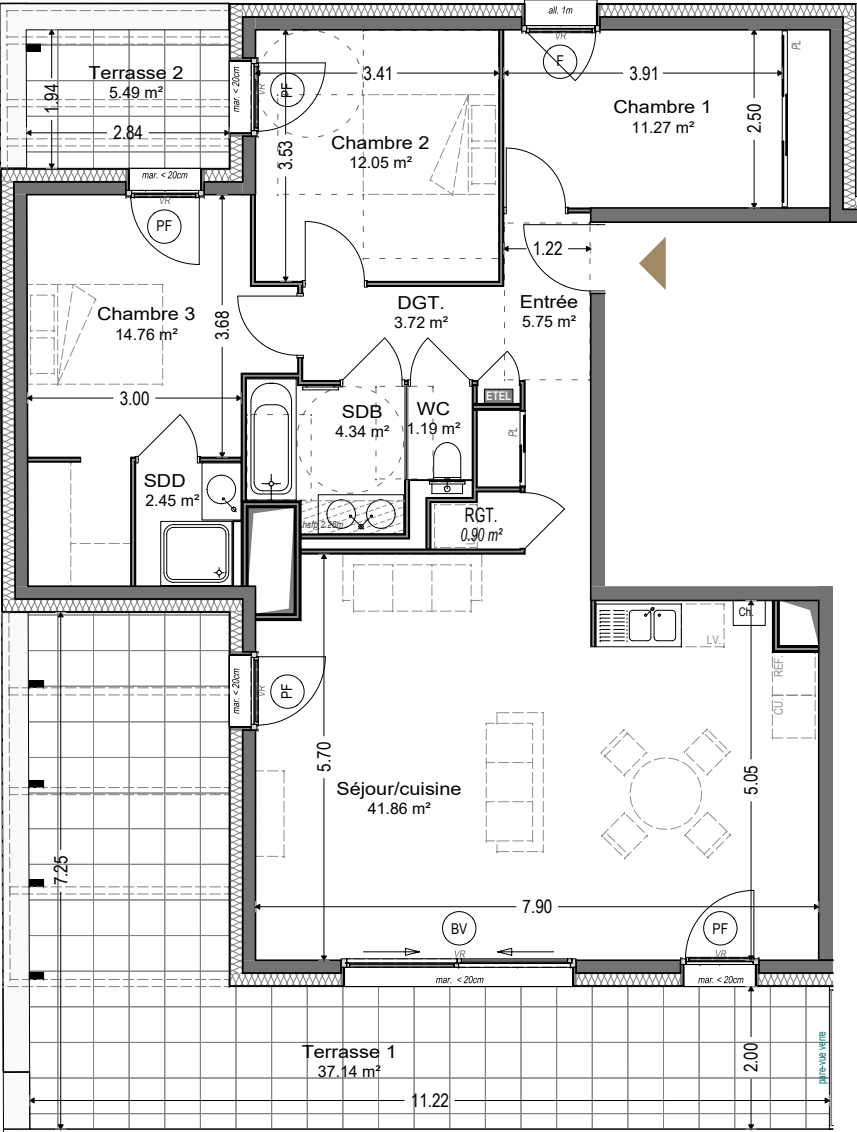 all. 1m
VR
F
PL
Terrasse 2
5.49 m²
1.94
2.84
mar. < 20cm
VR
PF
3.41
3.91
Chambre 1
11.27 m²
2.50
Chambre 2
12.05 m²
3.53
mar. < 20cm
VR
PF
1.22
Chambre 3
14.76 m²
3.68
3.00
DGT.
3.72 m²
Entrée
5.75 m²
ETEL
SDB
4.34 m²
WC
1.19 m²
PL
SDD
2.45 m²
hsfp 2.28m
RGT.
0.90 m²
LV.
Ch.
REF.
CU.
mar. < 20cm
VR
PF
5.70
5.05
Séjour/cuisine
41.86 m²
7.25
7.90
BV
VR
PF
VR
mar. < 20cm
mar. < 20cm
Terrasse 1
37.14 m²
2.00
pare-vue verre
11.22